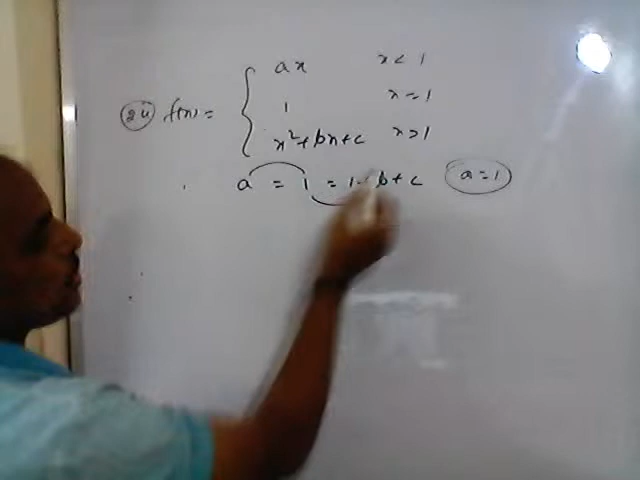 ax x < 1
24 f(x) = { 1 x = 1
x² + bx + c x > 1
a = 1 = 1 + b + c a = 1